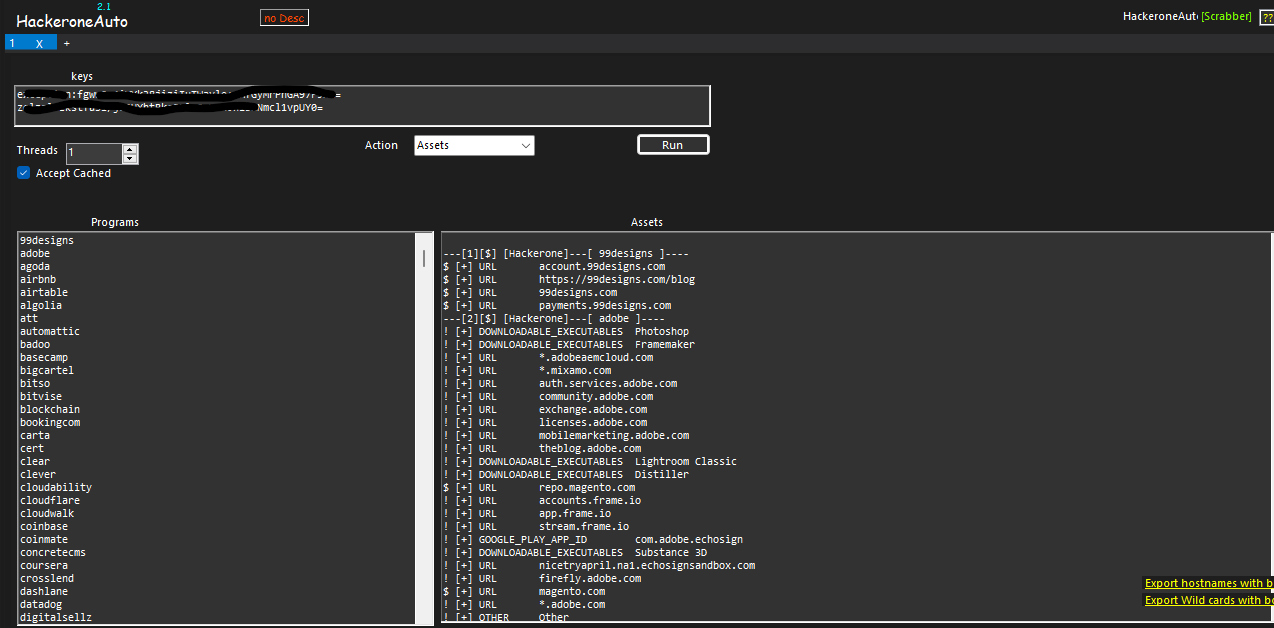 2.1
HackeroneAuto
no Desc
HackeroneAuto [Scrabber]
??
1 X +
keys
Nmcl1vpUY0=
Threads 1
Action Assets
Run
Accept Cached
Programs
99designs
adobe
agoda
airbnb
airtable
algolia
att
automattic
badoo
basecamp
bigcartel
bitso
bitvise
blockchain
bookingcom
carta
cert
clear
clever
cloudability
cloudflare
cloudwalk
coinbase
coinmate
concretecms
coursera
crosslend
dashlane
datadog
digitalsellz
Assets
---[1][$] [Hackerone]---[ 99designs ]----
$ [+] URL account.99designs.com
$ [+] URL https://99designs.com/blog
$ [+] URL 99designs.com
$ [+] URL payments.99designs.com
---[2][$] [Hackerone]---[ adobe ]----
! [+] DOWNLOADABLE_EXECUTABLES Photoshop
! [+] DOWNLOADABLE_EXECUTABLES Framemaker
! [+] URL *.adobeaemcloud.com
! [+] URL *.mixamo.com
! [+] URL auth.services.adobe.com
! [+] URL community.adobe.com
! [+] URL exchange.adobe.com
! [+] URL licenses.adobe.com
! [+] URL mobilemarketing.adobe.com
! [+] URL theblog.adobe.com
! [+] DOWNLOADABLE_EXECUTABLES Lightroom Classic
! [+] DOWNLOADABLE_EXECUTABLES Distiller
$ [+] URL repo.magento.com
! [+] URL accounts.frame.io
! [+] URL app.frame.io
! [+] URL stream.frame.io
! [+] GOOGLE_PLAY_APP_ID com.adobe.echosign
! [+] DOWNLOADABLE_EXECUTABLES Substance 3D
! [+] URL nicetryapril.na1.echosignsandbox.com
! [+] URL firefly.adobe.com
$ [+] URL magento.com
! [+] URL *.adobe.com
! [+] OTHER Other
Export hostnames with b
Export Wild cards with bo